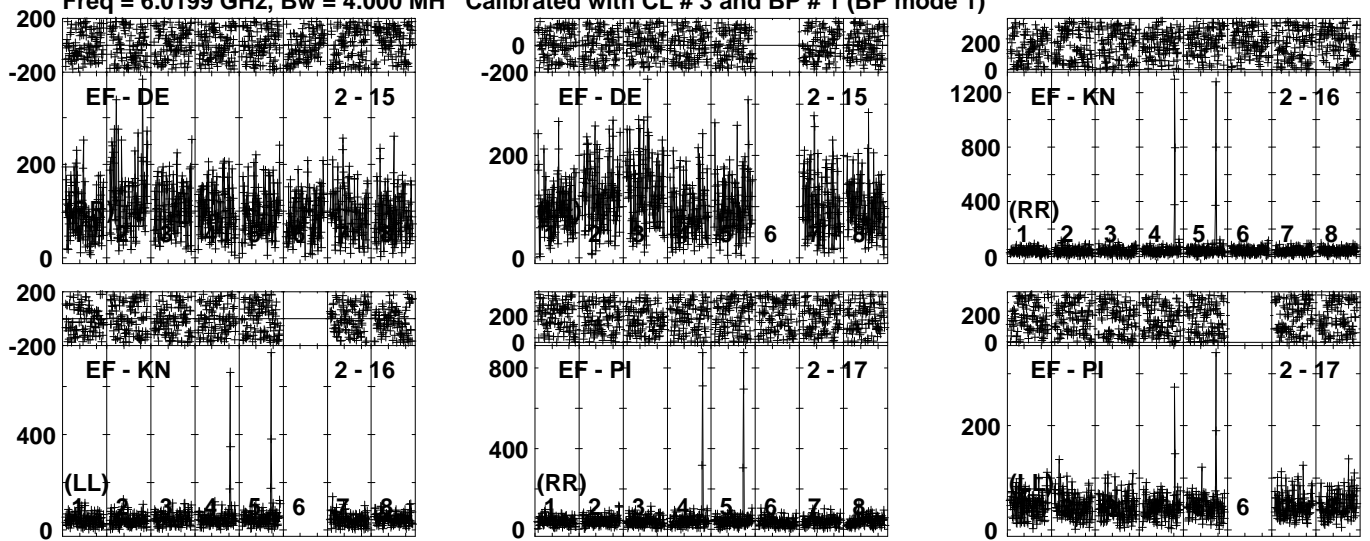 Freq = 6.0199 GHz, Bw = 4.000 MH Calibrated with CL # 3 and BP # 1 (BP mode 1)
200
-200
EF - DE 2 - 15
200
0
0
-200
EF - DE 2 - 15
200
6
0
200
0
EF - KN 2 - 16
1200
800
400
(RR)
1 2 3 4 5 6 7 8
0
200
-200
EF - KN 2 - 16
400
(LL)
1 2 3 4 5 6 7 8
0
200
0
EF - PI 2 - 17
800
400
(RR)
1 2 3 4 5 6 7 8
0
200
0
EF - PI 2 - 17
200
(LL)
6
0